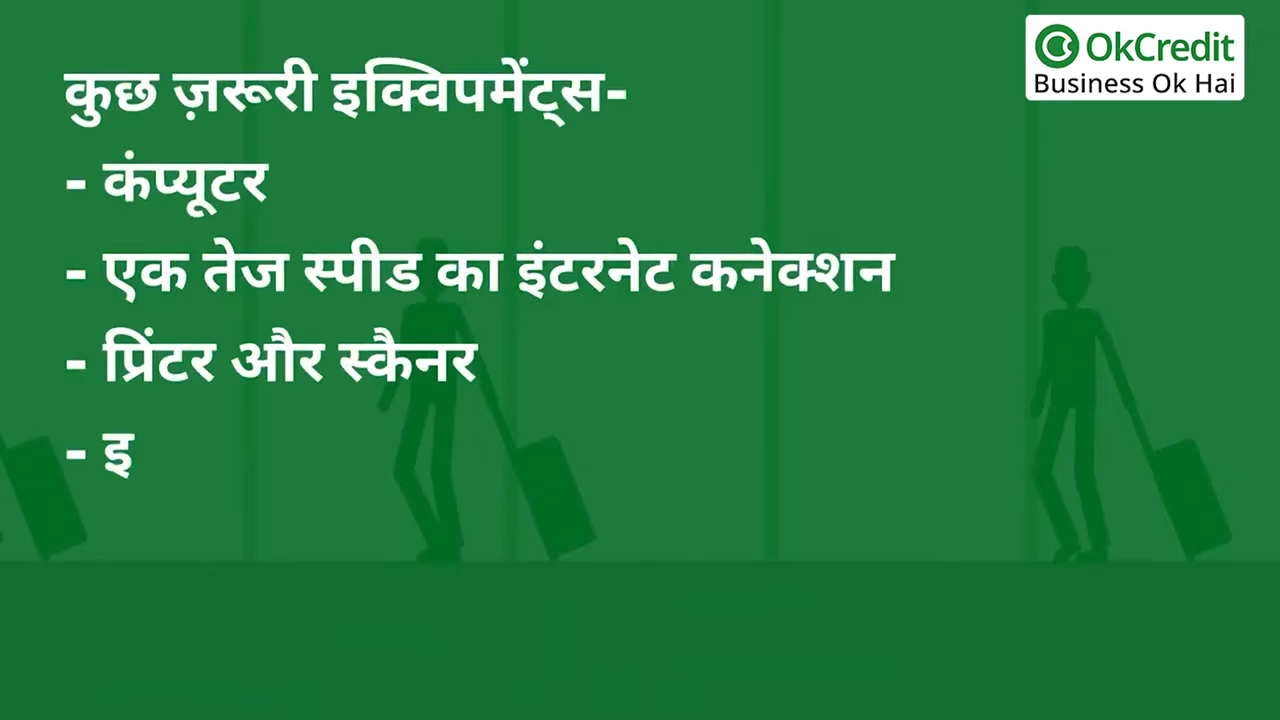 OkCredit
Business Ok Hai
कुछ ज़रूरी इक्विपमेंट्स-
- कंप्यूटर
- एक तेज स्पीड का इंटरनेट कनेक्शन
- प्रिंटर और स्कैनर
- इ